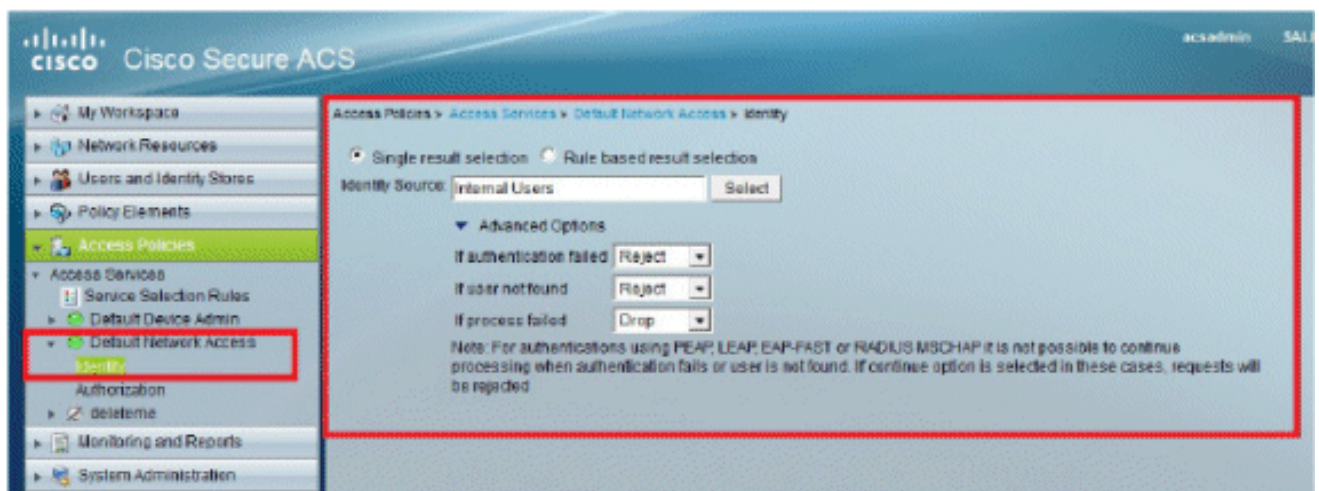 CISCO Cisco Secure ACS
acsadmin
My Workspace
Network Resources
Users and Identity Stores
Policy Elements
Access Policies
Access Services
Service Selection Rules
Default Device Admin
Default Network Access
Identity
Authorization
deleteme
Monitoring and Reports
System Administration
Access Policies > Access Services > Default Network Access > Identity
Single result selection Rule based result selection
Identity Source: Internal Users Select
Advanced Options
If authentication failed Reject
If user not found Reject
If process failed Drop
Note: For authentications using PEAP, LEAP, EAP-FAST or RADIUS MSCHAP it is not possible to continue
processing when authentication fails or user is not found. If continue option is selected in these cases, requests will
be rejected